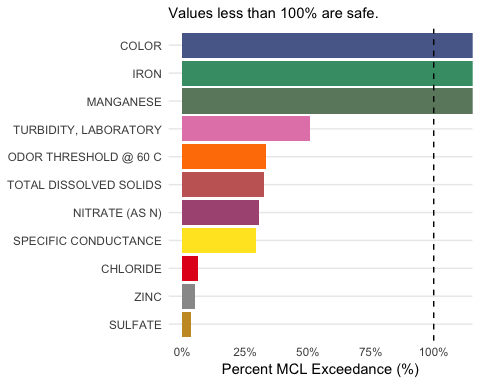 Values less than 100% are safe.
COLOR
IRON
MANGANESE
TURBIDITY, LABORATORY
ODOR THRESHOLD @ 60 C
TOTAL DISSOLVED SOLIDS
NITRATE (AS N)
SPECIFIC CONDUCTANCE
CHLORIDE
ZINC
SULFATE
0% 25% 50% 75% 100%
Percent MCL Exceedance (%)